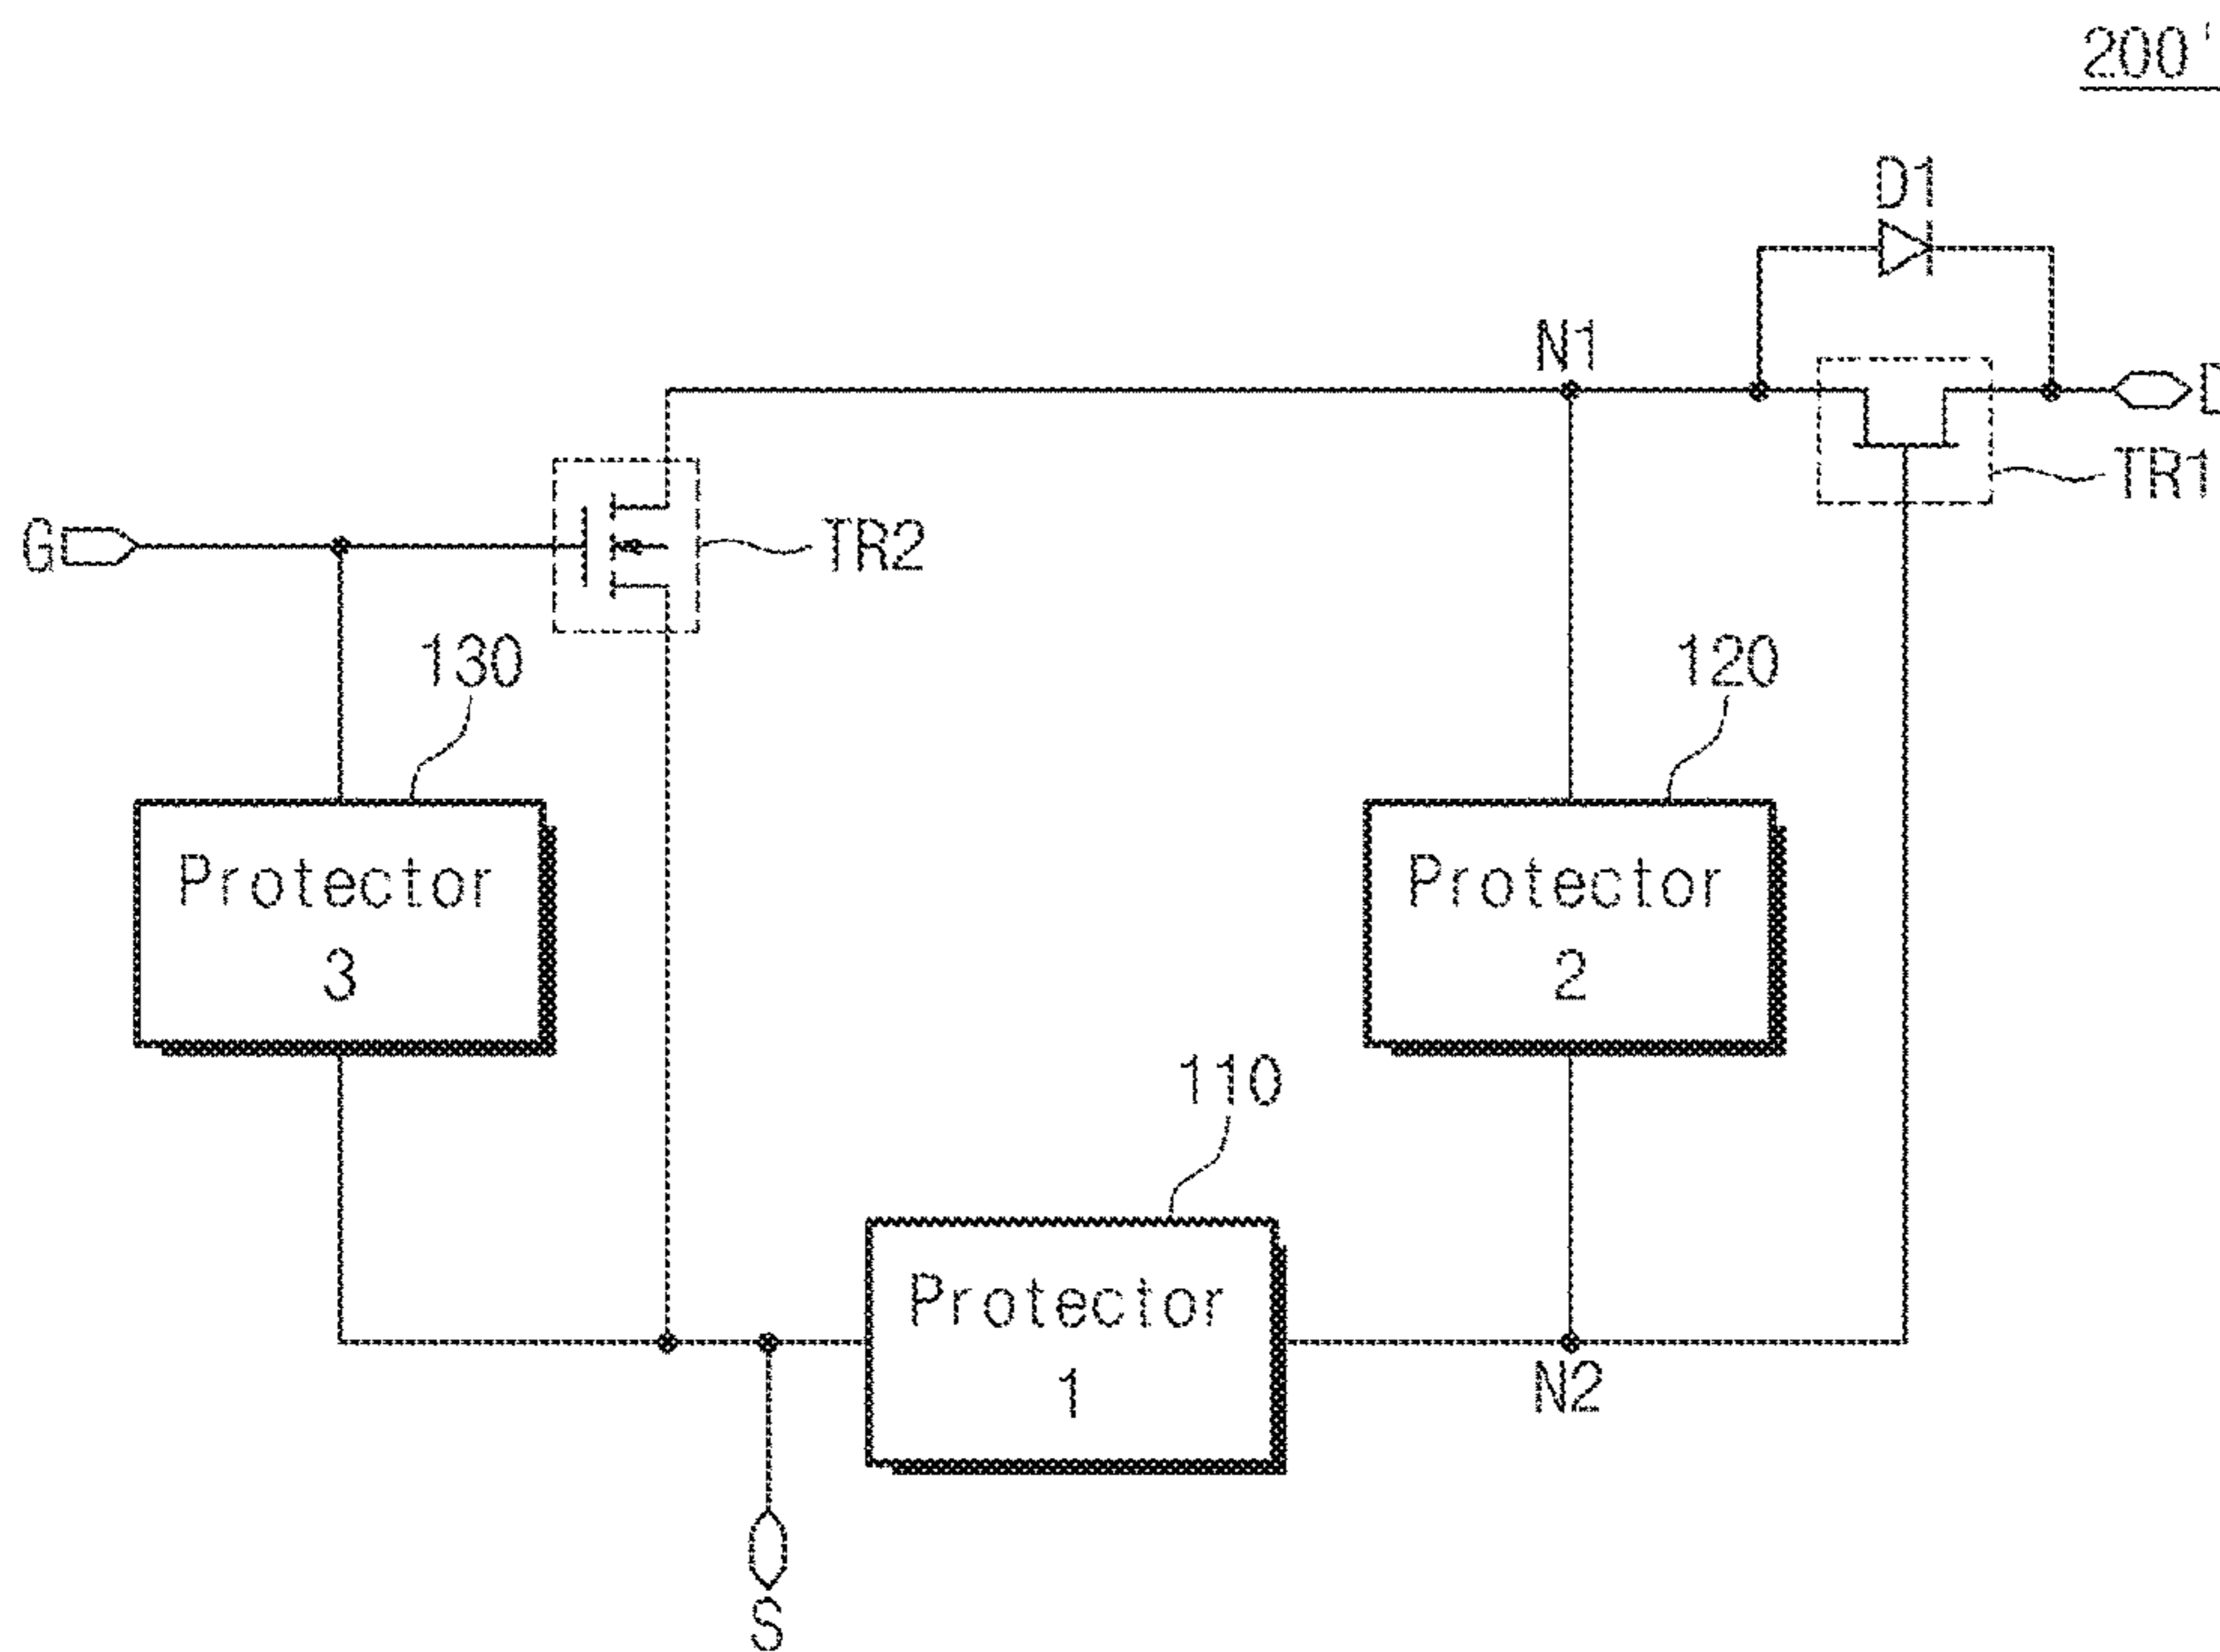 200'
D1
N1
D
TR1
G
TR2
130
120
Protector
3
Protector
2
110
Protector
1
N2
S